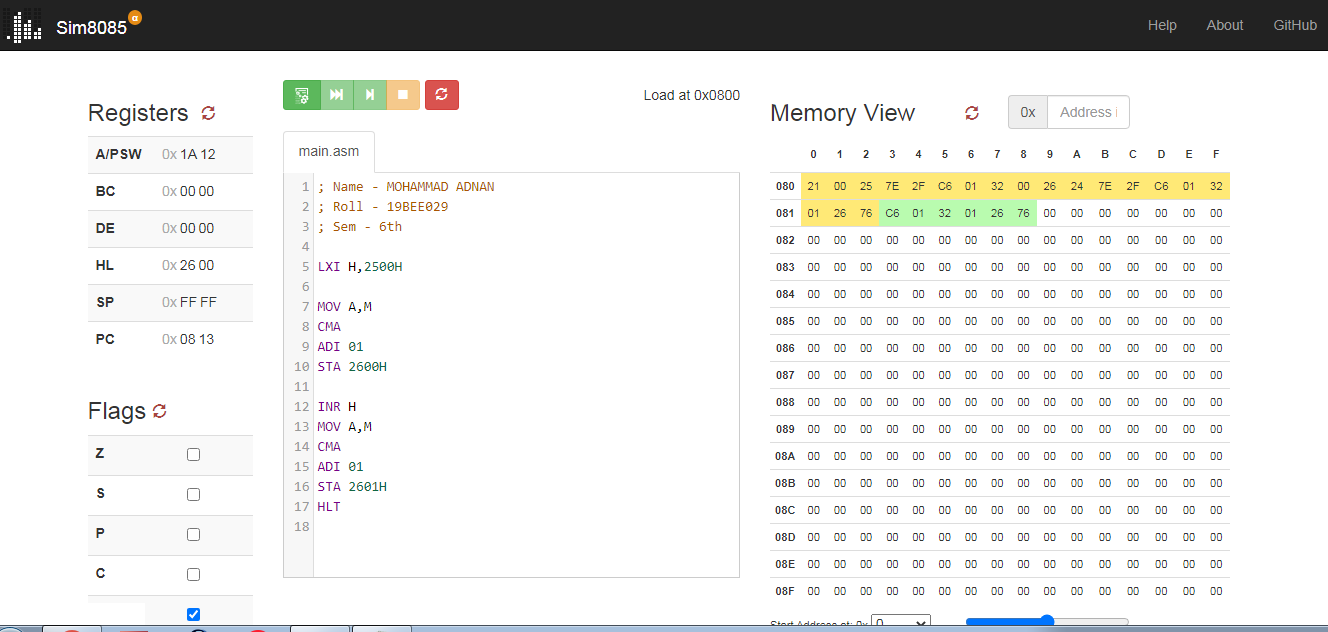 Sim8085 α
Help About GitHub
Registers
A/PSW 0x 1A 12
BC 0x 00 00
DE 0x 00 00
HL 0x 26 00
SP 0x FF FF
PC 0x 08 13
Flags
Z
S
P
C
Load at 0x0800
main.asm
1 ; Name - MOHAMMAD ADNAN
2 ; Roll - 19BEE029
3 ; Sem - 6th
4
5 LXI H,2500H
6
7 MOV A,M
8 CMA
9 ADI 01
10 STA 2600H
11
12 INR H
13 MOV A,M
14 CMA
15 ADI 01
16 STA 2601H
17 HLT
18
Memory View
0x Address
0 1 2 3 4 5 6 7 8 9 A B C D E F
080 21 00 25 7E 2F C6 01 32 00 26 24 7E 2F C6 01 32
081 01 26 76 C6 01 32 01 26 76 00 00 00 00 00 00 00
082 00 00 00 00 00 00 00 00 00 00 00 00 00 00 00 00
083 00 00 00 00 00 00 00 00 00 00 00 00 00 00 00 00
084 00 00 00 00 00 00 00 00 00 00 00 00 00 00 00 00
085 00 00 00 00 00 00 00 00 00 00 00 00 00 00 00 00
086 00 00 00 00 00 00 00 00 00 00 00 00 00 00 00 00
087 00 00 00 00 00 00 00 00 00 00 00 00 00 00 00 00
088 00 00 00 00 00 00 00 00 00 00 00 00 00 00 00 00
089 00 00 00 00 00 00 00 00 00 00 00 00 00 00 00 00
08A 00 00 00 00 00 00 00 00 00 00 00 00 00 00 00 00
08B 00 00 00 00 00 00 00 00 00 00 00 00 00 00 00 00
08C 00 00 00 00 00 00 00 00 00 00 00 00 00 00 00 00
08D 00 00 00 00 00 00 00 00 00 00 00 00 00 00 00 00
08E 00 00 00 00 00 00 00 00 00 00 00 00 00 00 00 00
08F 00 00 00 00 00 00 00 00 00 00 00 00 00 00 00 00
Start Address at: 0x 0